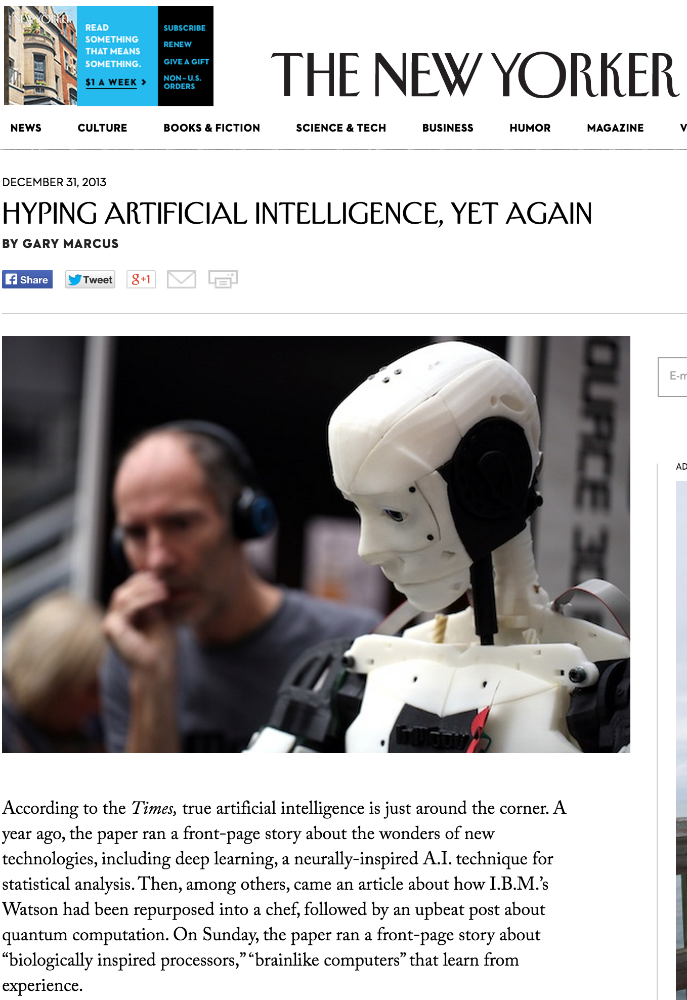 NEW YORKER
READ
SOMETHING
THAT MEANS
SOMETHING.
$1 A WEEK >
SUBSCRIBE
RENEW
GIVE A GIFT
NON-U.S.
ORDERS
THE NEW YORKER
NEWS CULTURE BOOKS & FICTION SCIENCE & TECH BUSINESS HUMOR MAGAZINE V
DECEMBER 31, 2013
HYPING ARTIFICIAL INTELLIGENCE, YET AGAIN
BY GARY MARCUS
f Share Tweet g+1
OURCE 3D
E-m
AD
According to the Times, true artificial intelligence is just around the corner. A
year ago, the paper ran a front-page story about the wonders of new
technologies, including deep learning, a neurally-inspired A.I. technique for
statistical analysis. Then, among others, came an article about how I.B.M.’s
Watson had been repurposed into a chef, followed by an upbeat post about
quantum computation. On Sunday, the paper ran a front-page story about
“biologically inspired processors,” “brainlike computers” that learn from
experience.